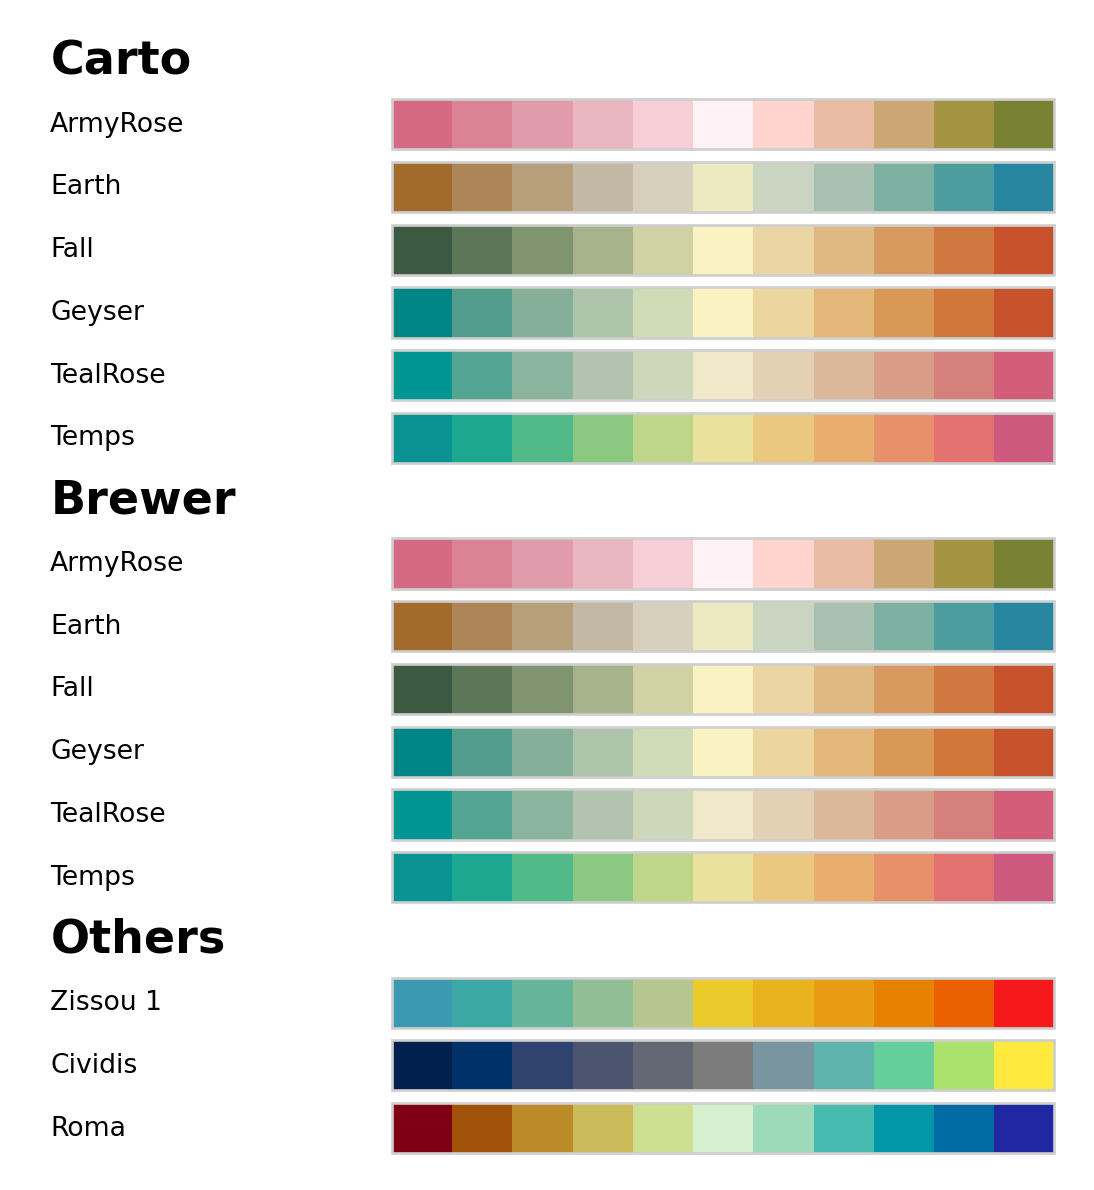 Carto
ArmyRose
Earth
Fall
Geyser
TealRose
Temps
Brewer
ArmyRose
Earth
Fall
Geyser
TealRose
Temps
Others
Zissou 1
Cividis
Roma